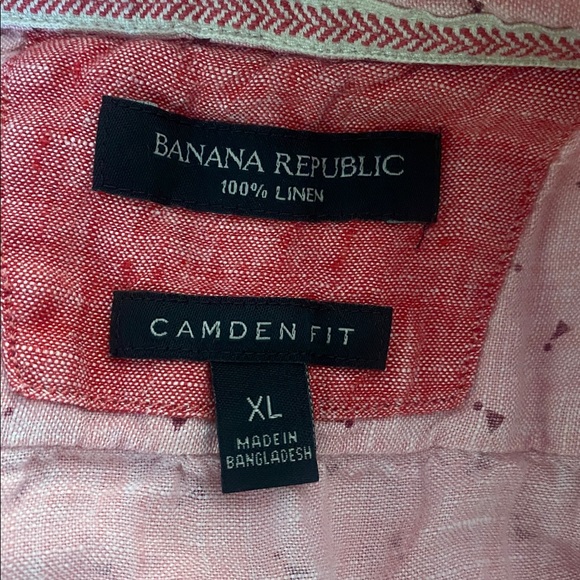 BANANA REPUBLIC
100% LINEN
CAMDEN FIT
XL
MADE IN
BANGLADESH